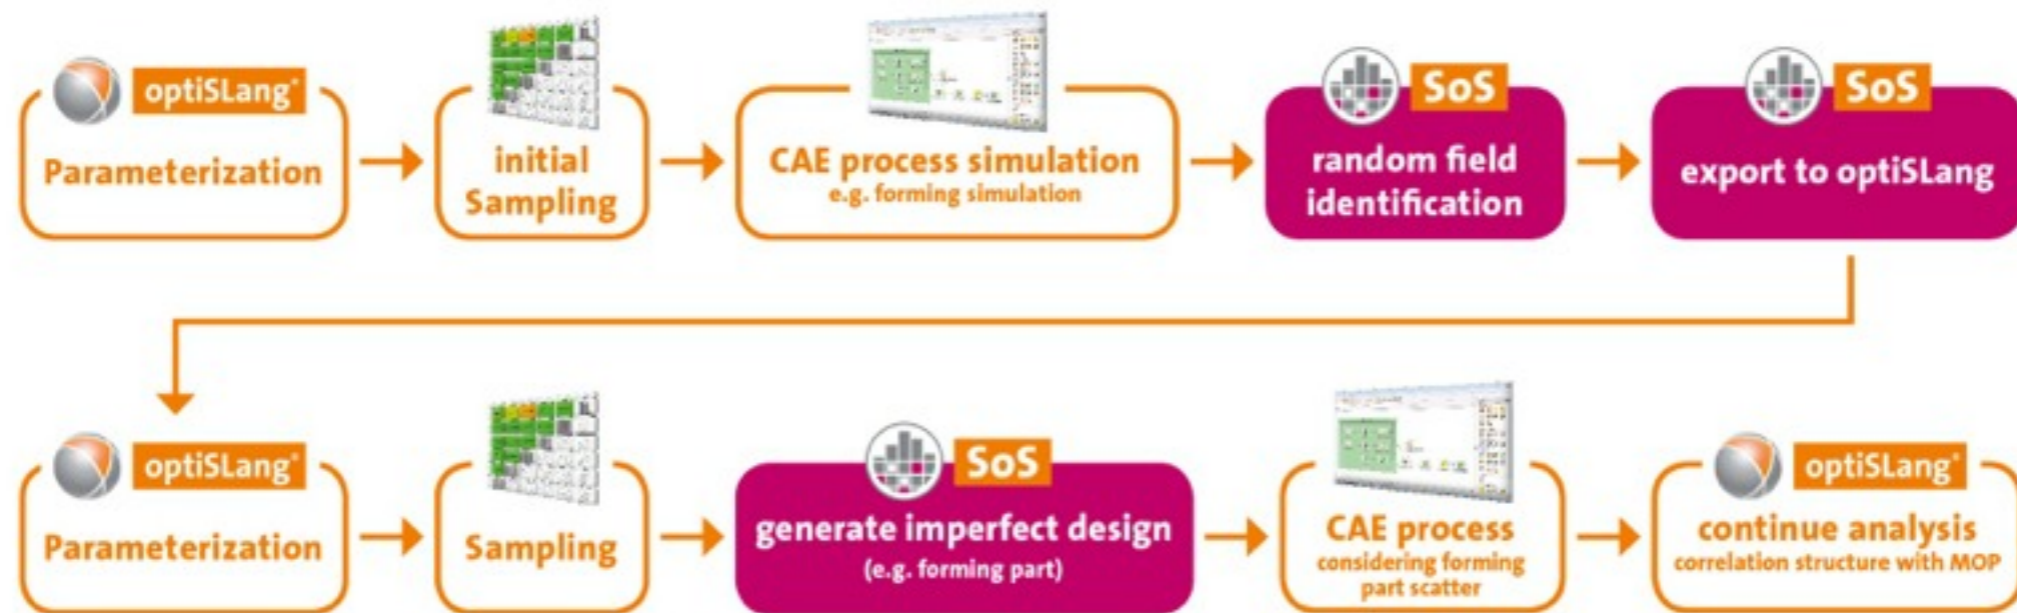 optiSLang®
Parameterization
initial
Sampling
CAE process simulation
e.g. forming simulation
SoS
random field
identification
SoS
export to optiSLang
optiSLang®
Parameterization
Sampling
SoS
generate imperfect design
(e.g. forming part)
CAE process
considering forming
part scatter
optiSLang®
continue analysis
correlation structure with MOP